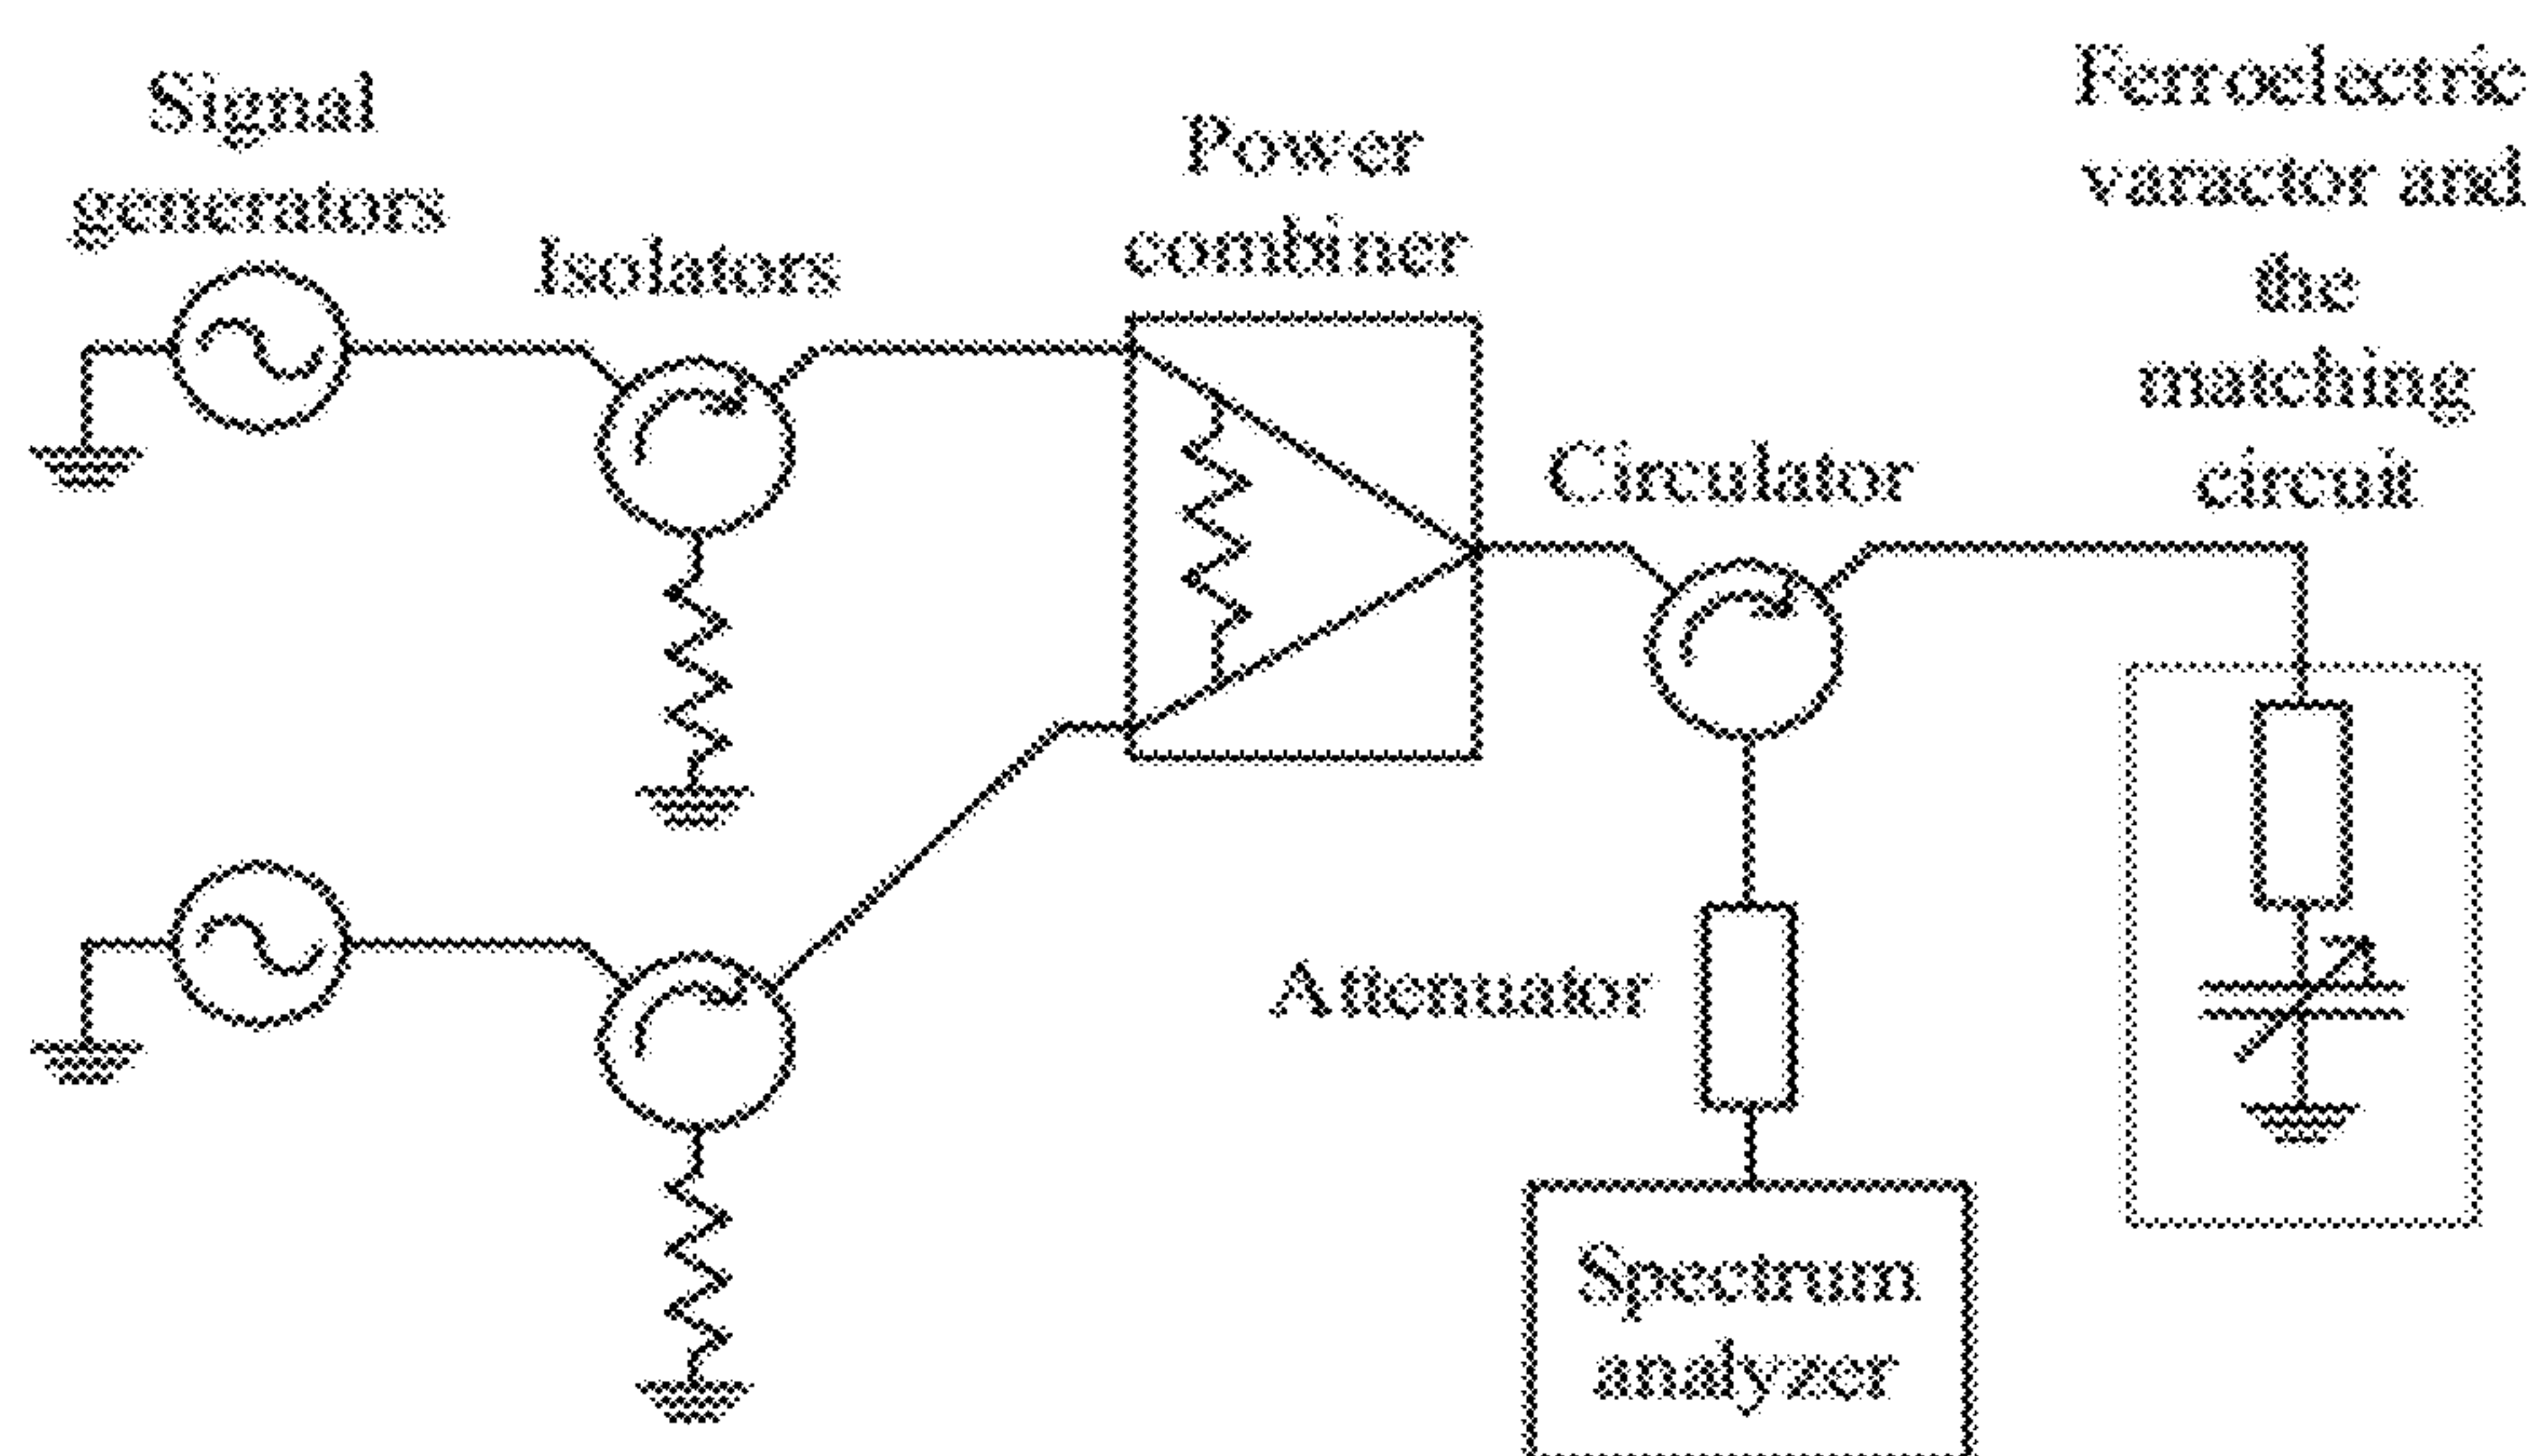 Signal
generators
Isolators
Power
combiner
Circulator
Ferroelectric
varactor and
the
matching
circuit
Attenuator
Spectrum
analyzer